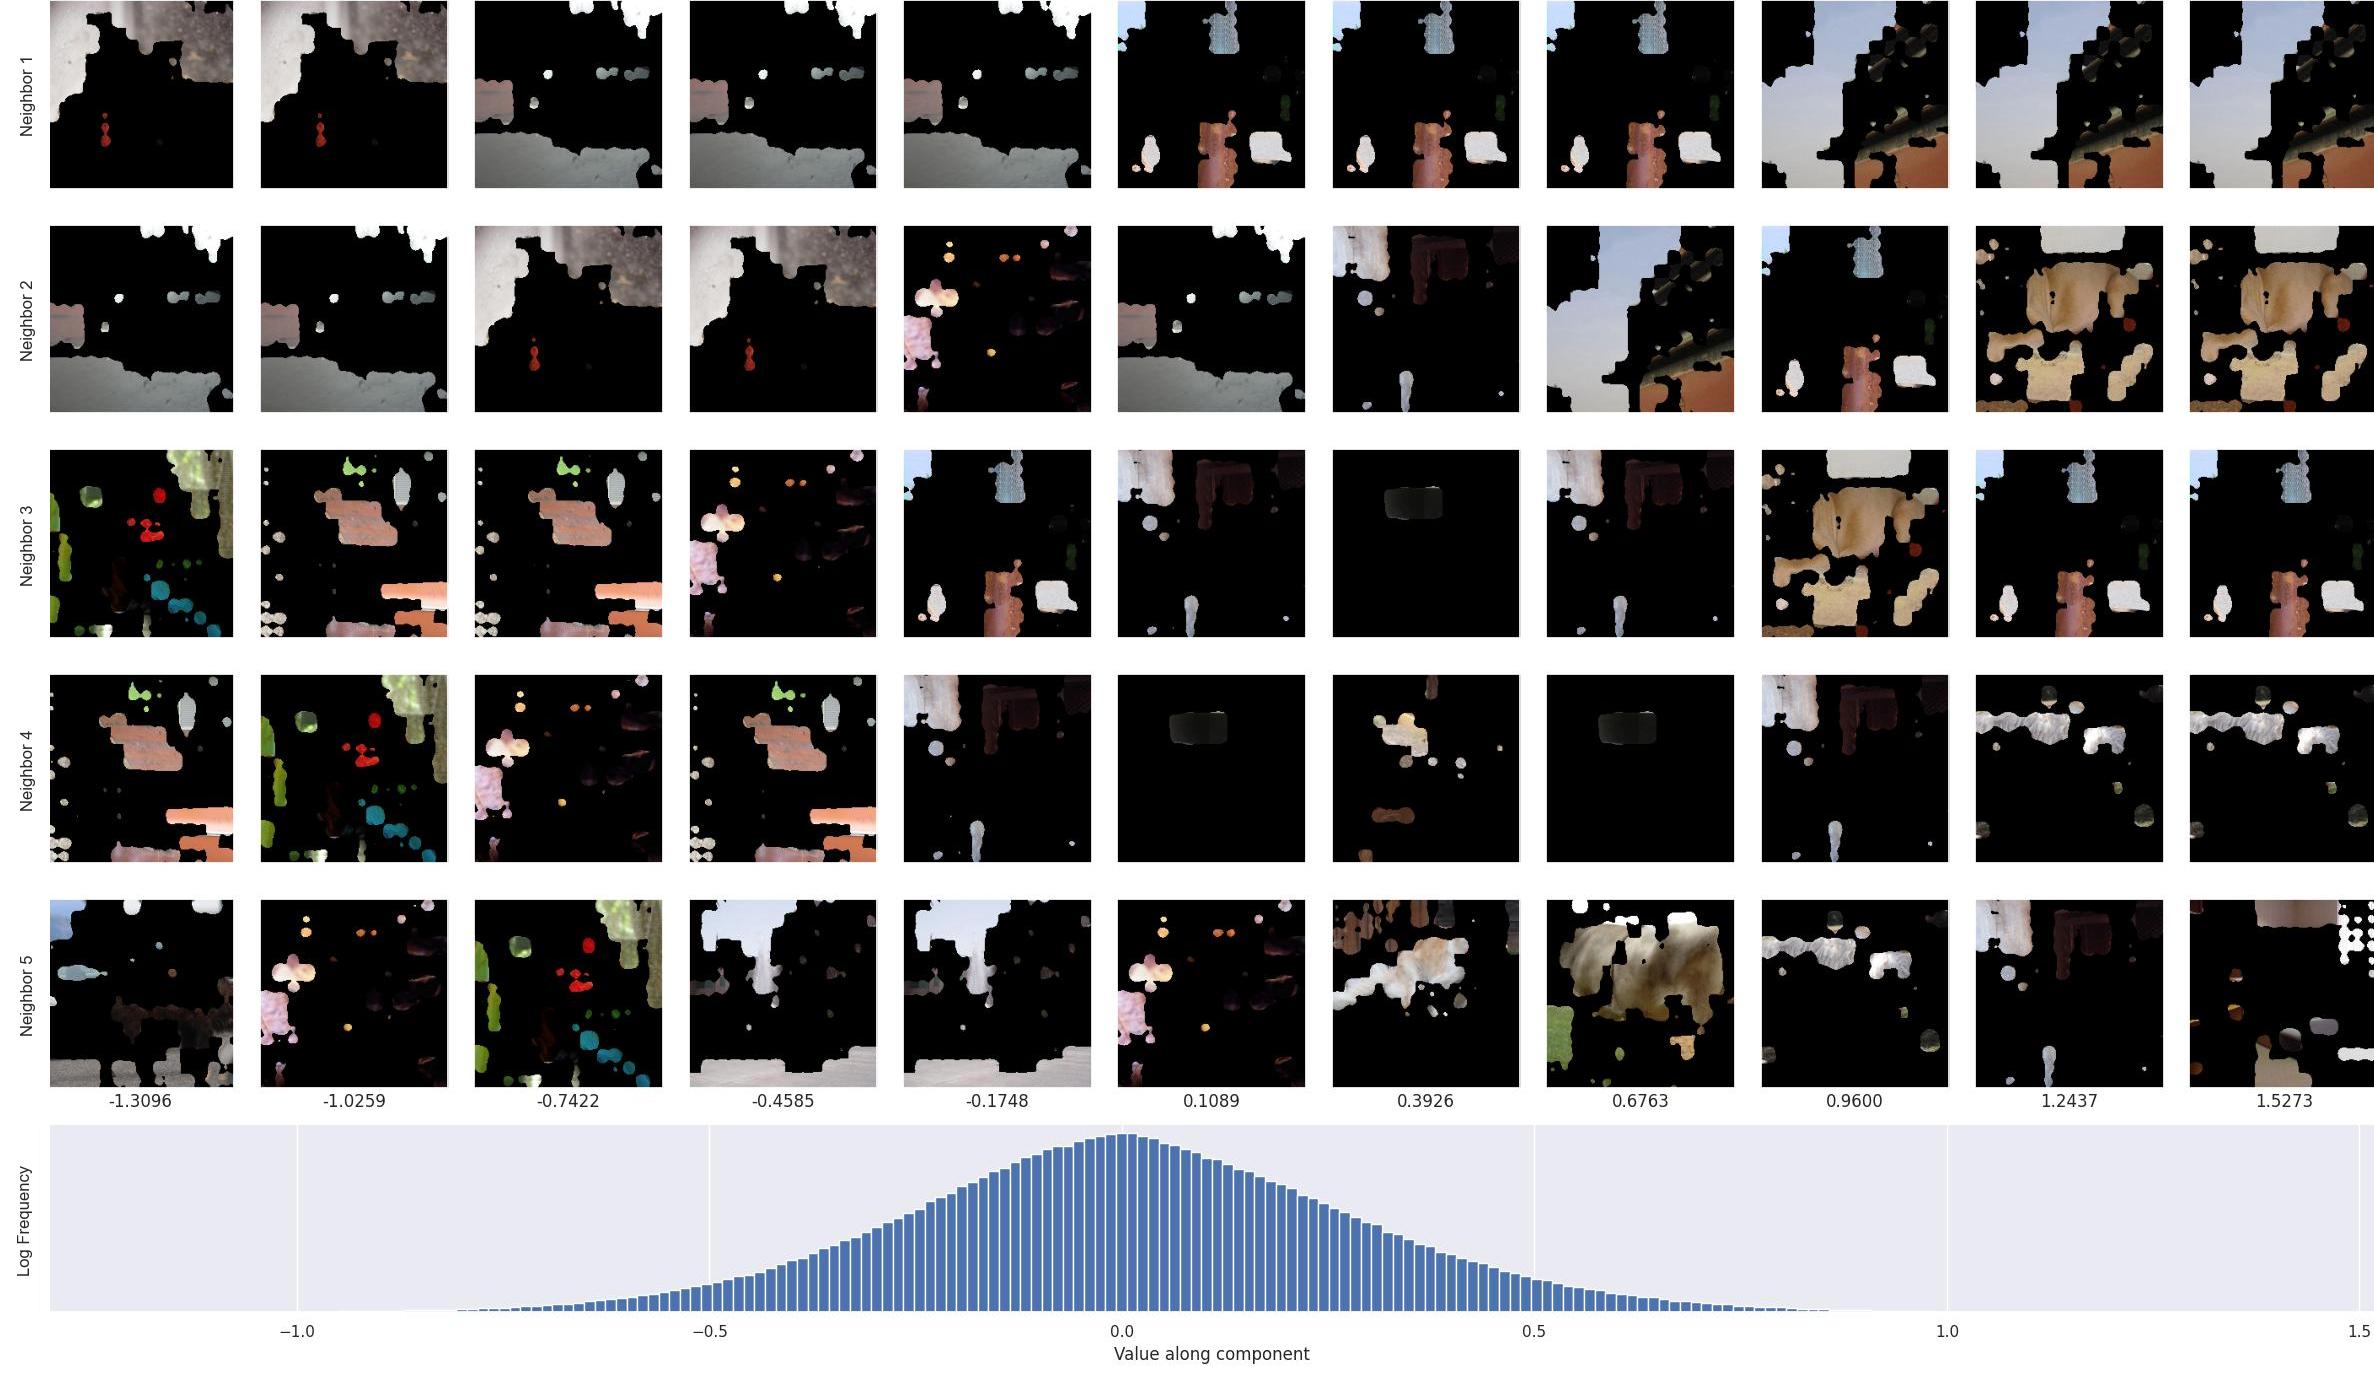 Neighbor 1
Neighbor 2
Neighbor 3
Neighbor 4
Neighbor 5
-1.3096 -1.0259 -0.7422 -0.4585 -0.1748 0.1089 0.3926 0.6763 0.9600 1.2437 1.5273
Log Frequency
−1.0 −0.5 0.0 0.5 1.0 1.5
Value along component